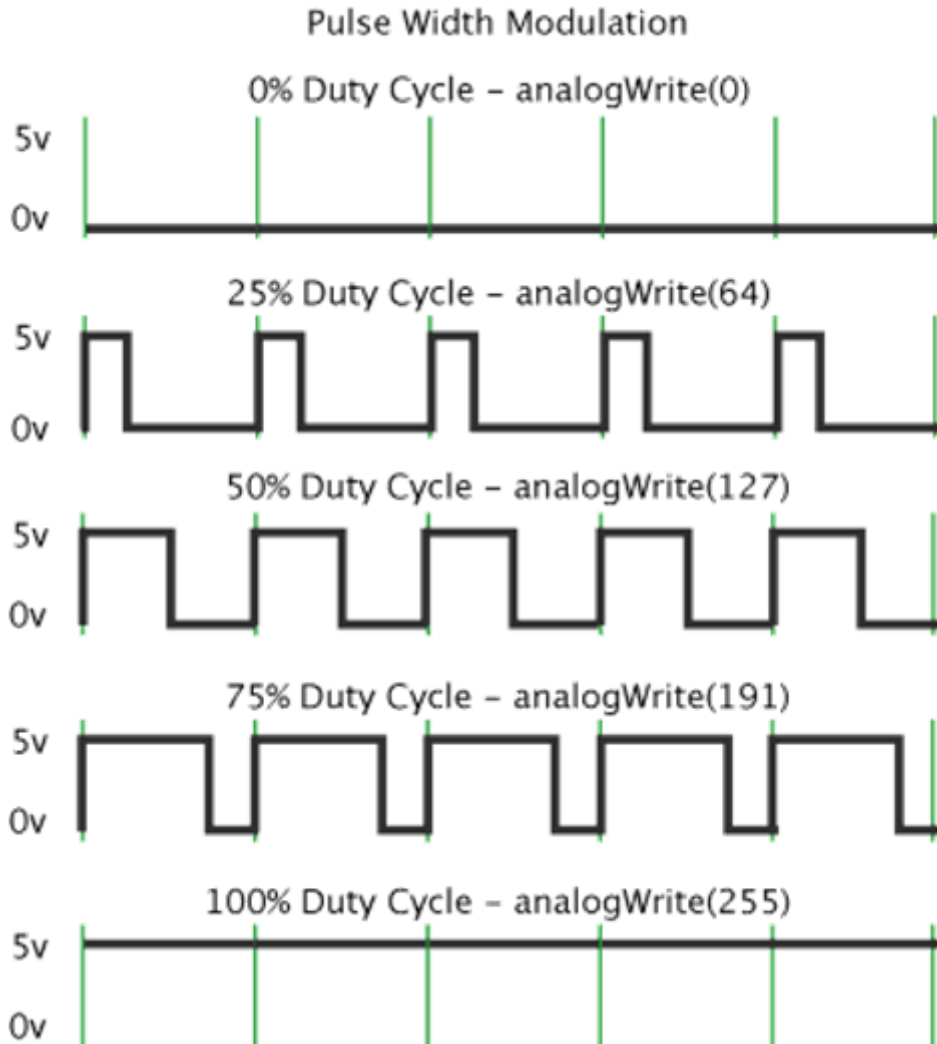 Pulse Width Modulation
0% Duty Cycle – analogWrite(0)
5v
0v
25% Duty Cycle – analogWrite(64)
5v
0v
50% Duty Cycle – analogWrite(127)
5v
0v
75% Duty Cycle – analogWrite(191)
5v
0v
100% Duty Cycle – analogWrite(255)
5v
0v